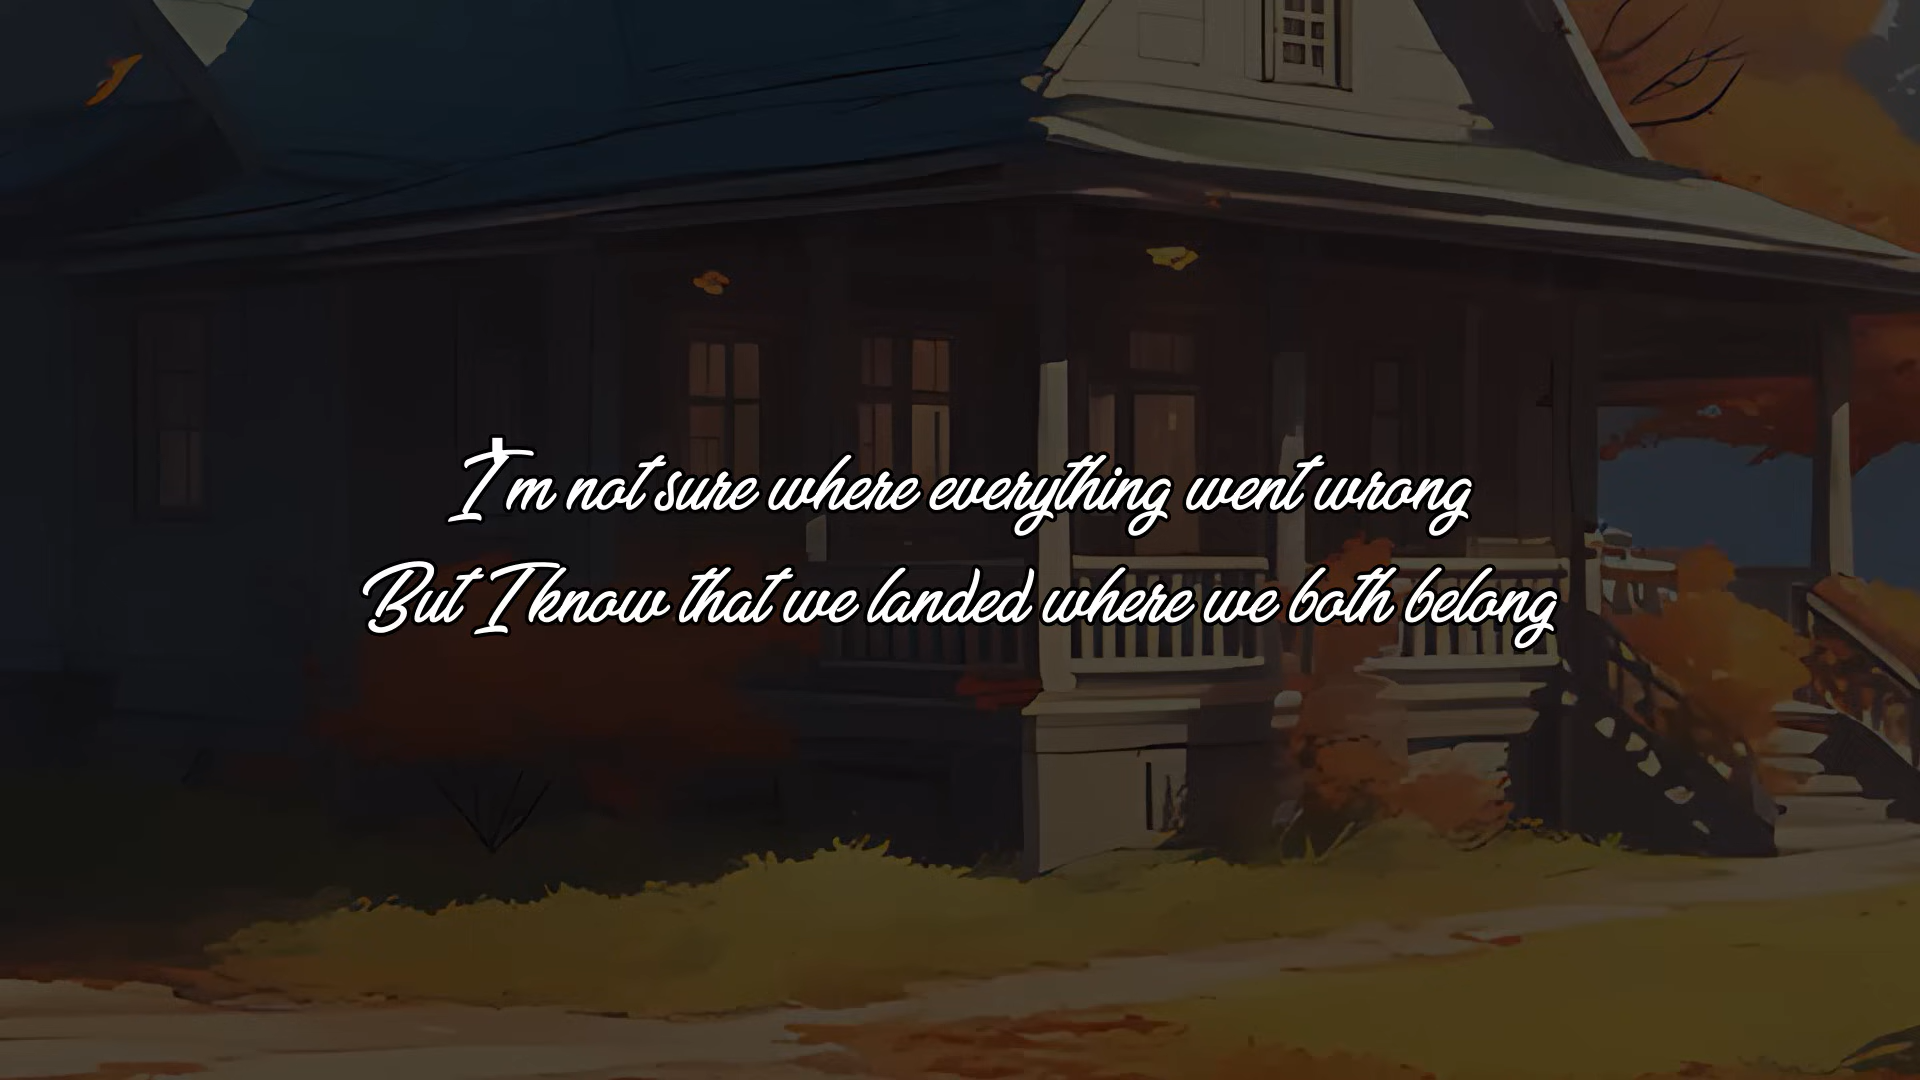 I'm not sure where everything went wrong
But I know that we landed where we both belong